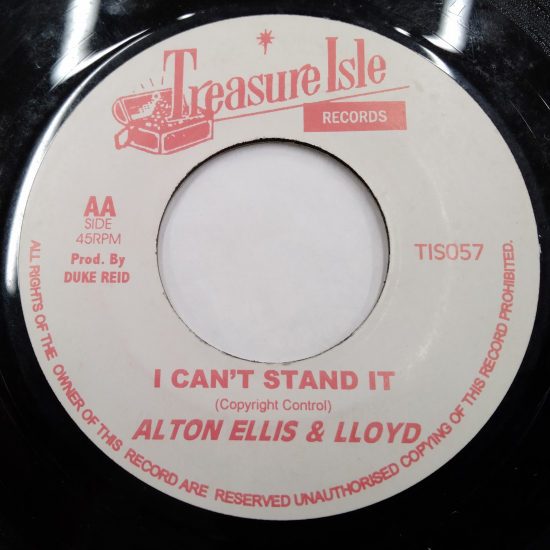 Treasure Isle
RECORDS
AA
SIDE
45RPM
Prod. By
DUKE REID
TIS057
I CAN'T STAND IT
(Copyright Control)
ALTON ELLIS & LLOYD
ALL RIGHTS OF THE OWNER OF THIS RECORD ARE RESERVED UNAUTHORISED COPYING OF THIS RECORD PROHIBITED.